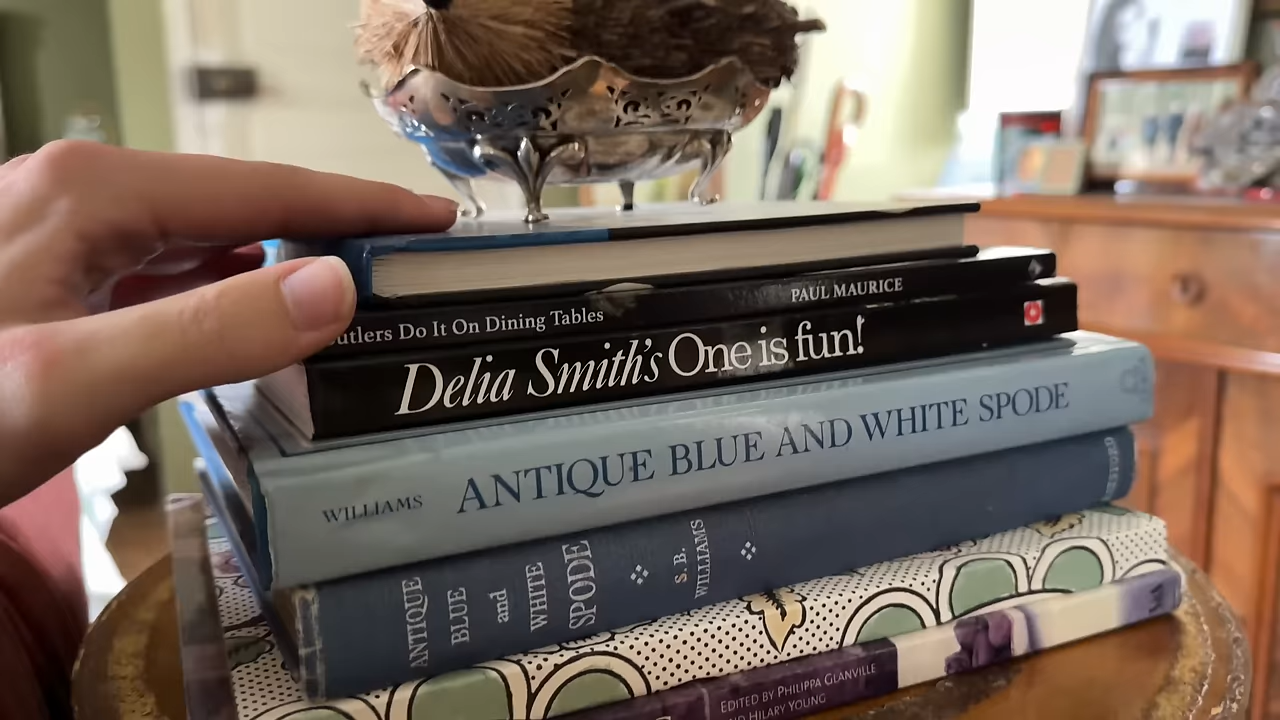 utlers Do It On Dining Tables PAUL MAURICE
Delia Smith's One is fun!
WILLIAMS ANTIQUE BLUE AND WHITE SPODE
ANTIQUE
BLUE
and
WHITE
SPODE
S. B.
WILLIAMS
EDITED BY PHILIPPA GLANVILLE
AND HILARY YOUNG